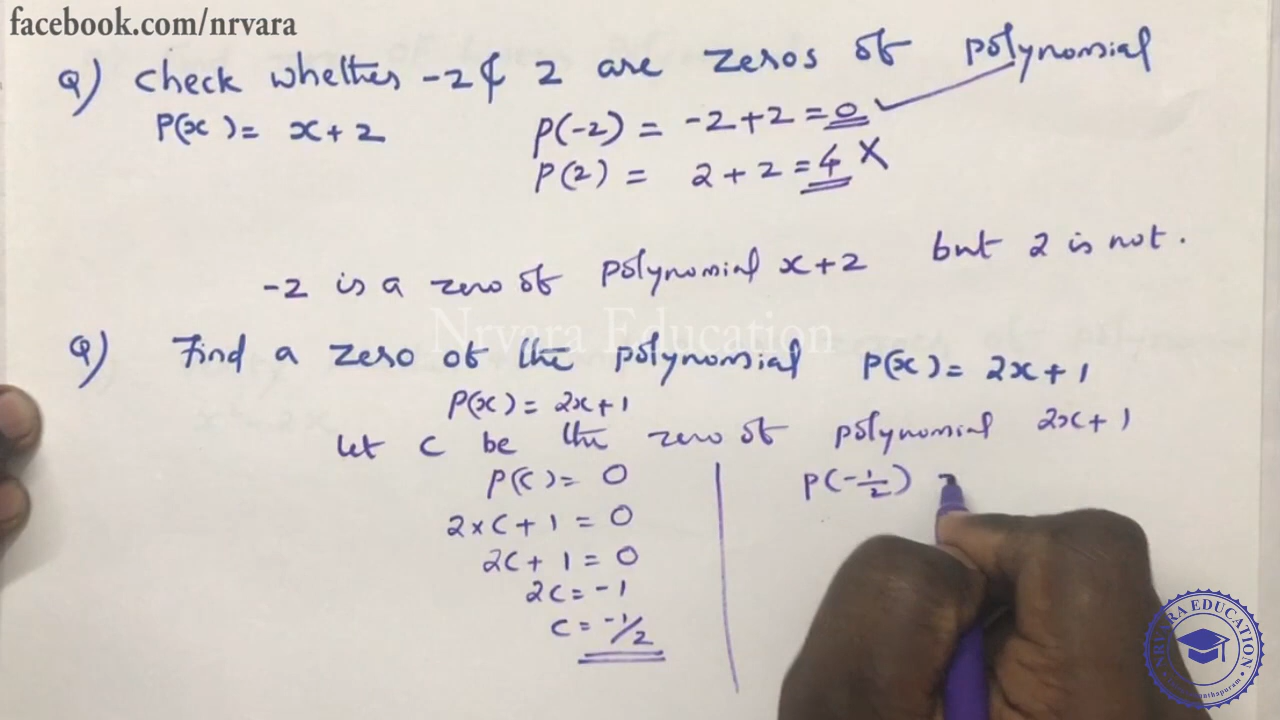 facebook.com/nrvara
Q) Check whether -2 & 2 are zeros of polynomial
P(x) = x + 2
P(-2) = -2+2 = 0 ✓
P(2) = 2 + 2 = 4 X
-2 is a zero of polynomial x+2 but 2 is not.
Nrvara Education
Q) Find a zero of the polynomial P(x) = 2x + 1
P(x) = 2x+1
Let C be the zero of polynomial 2x+1
P(C) = 0
2 × C + 1 = 0
2C + 1 = 0
2C = -1
C = -1/2
P(-1/2) =
NRVARA EDUCATION